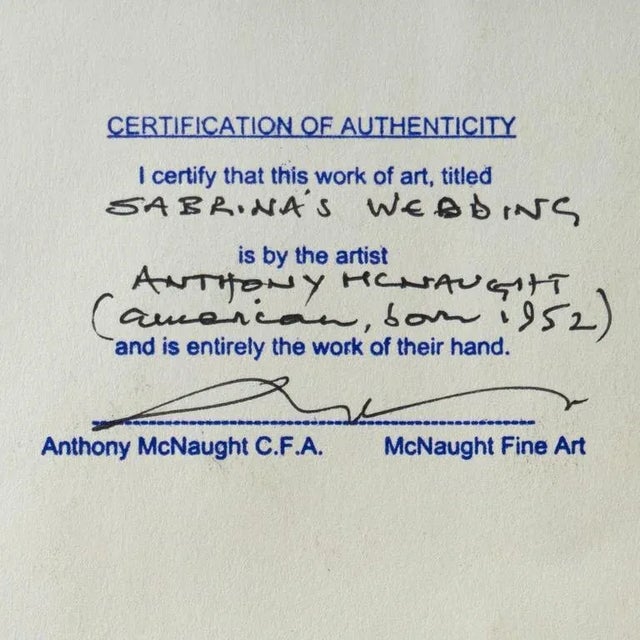 CERTIFICATION OF AUTHENTICITY
I certify that this work of art, titled
SABRINA'S WEDDING
is by the artist
ANTHONY MCNAUGHT
(american, born 1952)
and is entirely the work of their hand.
Anthony McNaught C.F.A. McNaught Fine Art